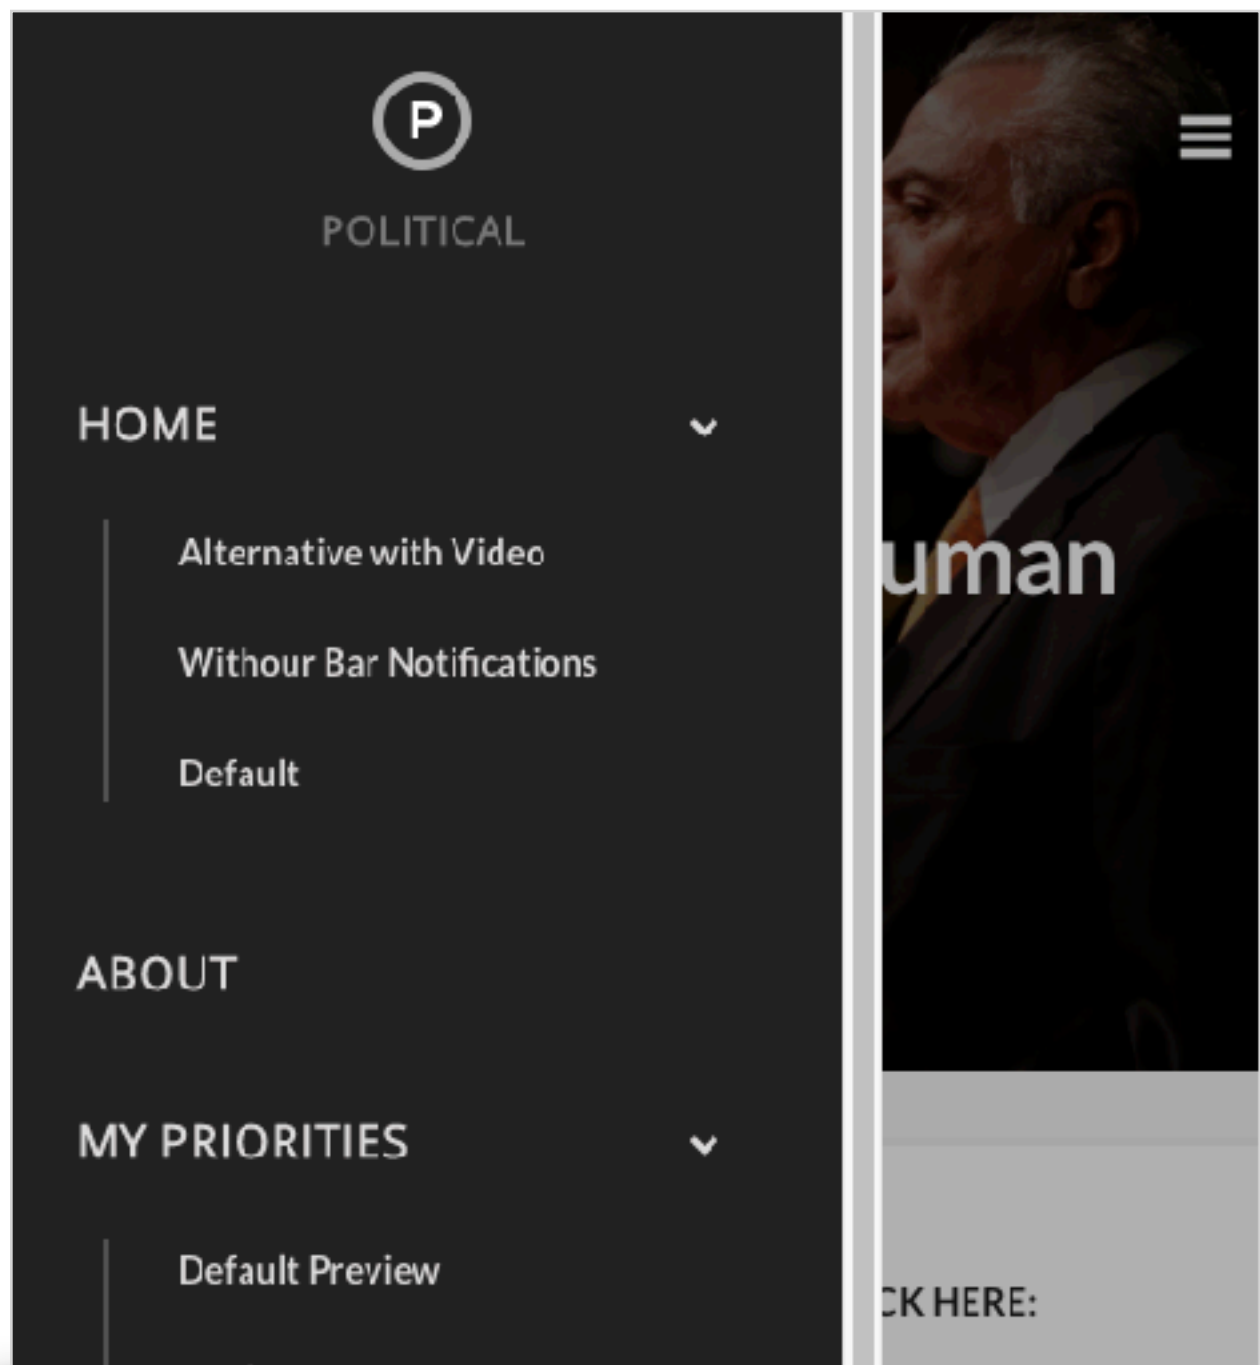 P
POLITICAL
HOME
Alternative with Video
Withour Bar Notifications
Default
ABOUT
MY PRIORITIES
Default Preview
uman
CK HERE: